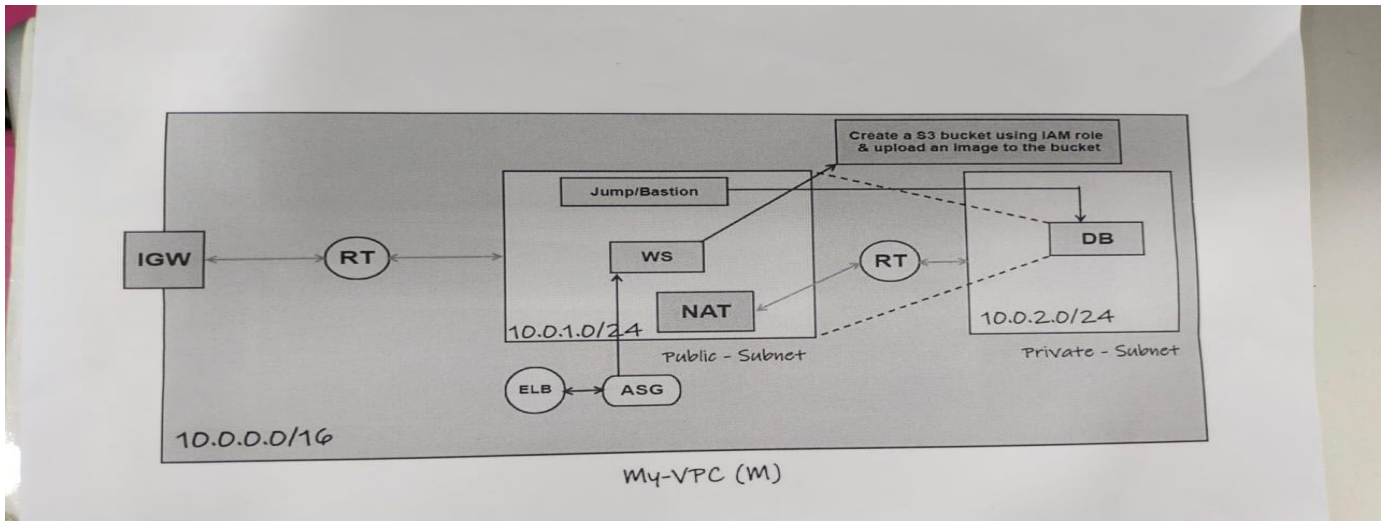 Create a S3 bucket using IAM role
& upload an image to the bucket
Jump/Bastion
IGW
RT
WS
RT
DB
NAT
10.0.1.0/24
10.0.2.0/24
Public - Subnet
Private - Subnet
ELB
ASG
10.0.0.0/16
My-VPC (M)